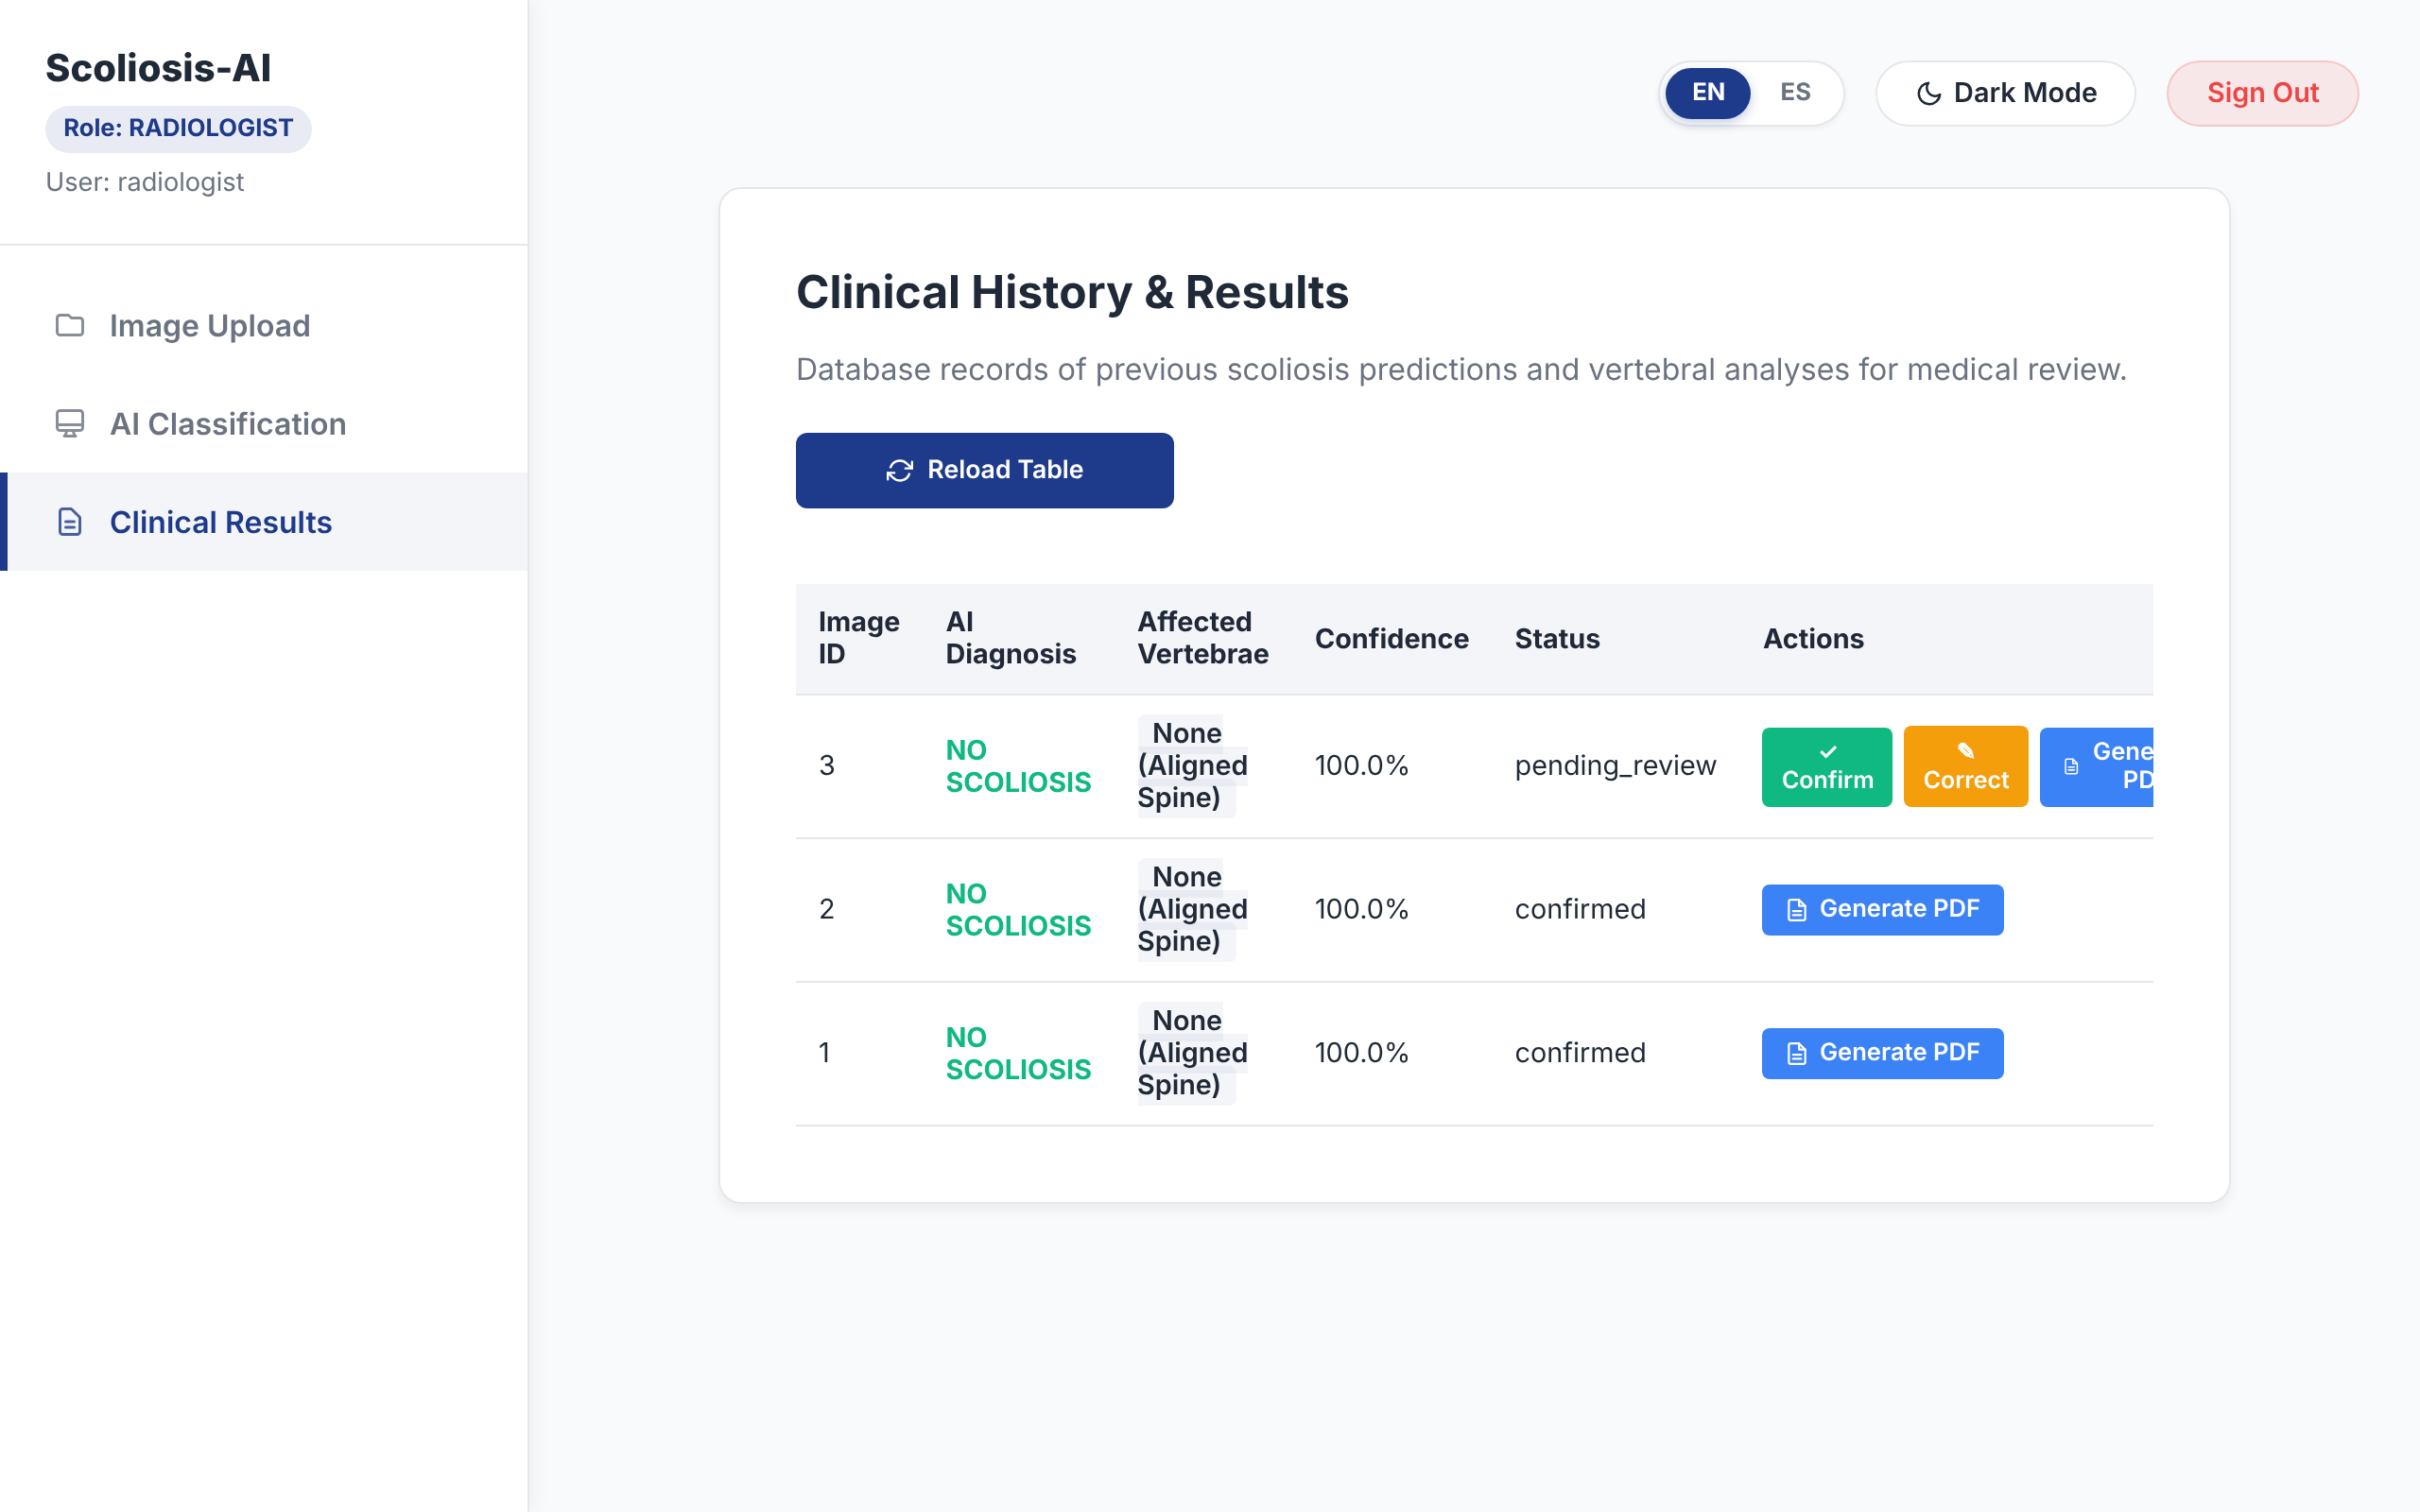 Scoliosis-AI
Role: RADIOLOGIST
User: radiologist
Image Upload
AI Classification
Clinical Results
EN
ES
Dark Mode
Sign Out
Clinical History & Results
Database records of previous scoliosis predictions and vertebral analyses for medical review.
Reload Table
Image
ID
AI
Diagnosis
Affected
Vertebrae
Confidence
Status
Actions
3
NO
SCOLIOSIS
None
(Aligned
Spine)
100.0%
pending_review
✓
Confirm
✎
Correct
Gene
PD
2
NO
SCOLIOSIS
None
(Aligned
Spine)
100.0%
confirmed
Generate PDF
1
NO
SCOLIOSIS
None
(Aligned
Spine)
100.0%
confirmed
Generate PDF